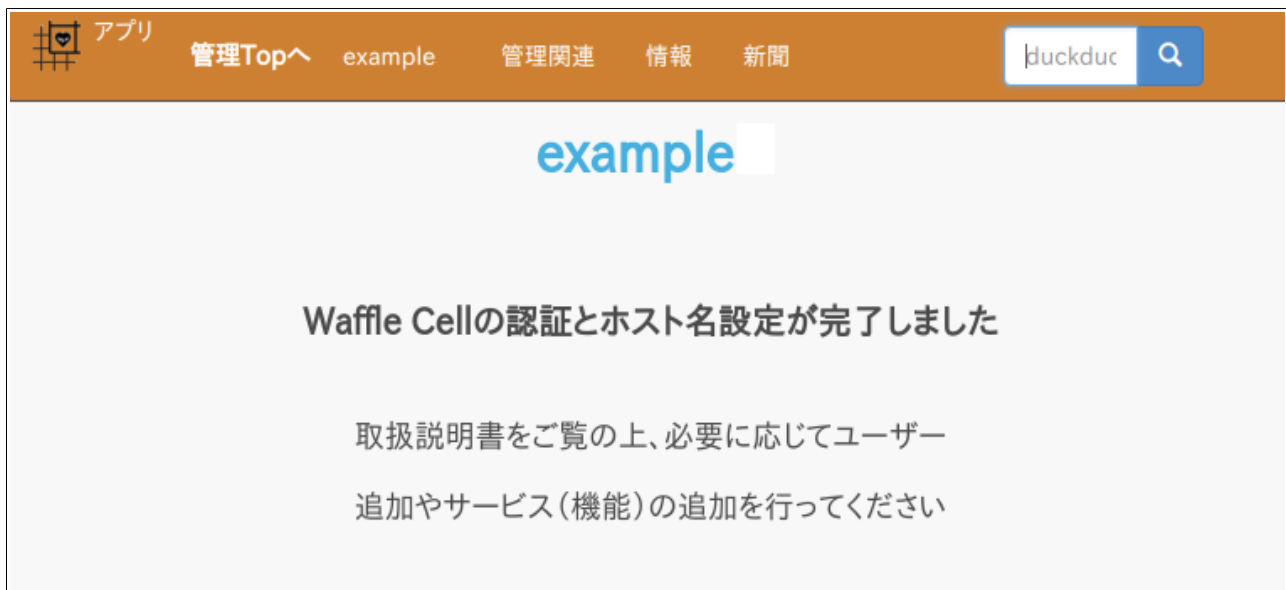 アプリ
管理Topへ example 管理関連 情報 新聞 duckduc
example
Waffle Cellの認証とホスト名設定が完了しました
取扱説明書をご覧の上、必要に応じてユーザー
追加やサービス(機能)の追加を行ってください